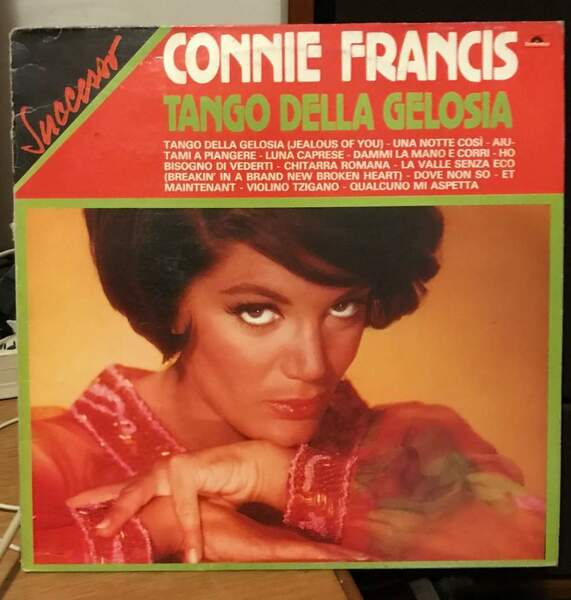 Successo
CONNIE FRANCIS
TANGO DELLA GELOSIA
TANGO DELLA GELOSIA (JEALOUS OF YOU) - UNA NOTTE COSÌ - AIU-
TAMI A PIANGERE - LUNA CAPRESE - DAMMI LA MANO E CORRI - HO
BISOGNO DI VEDERTI - CHITARRA ROMANA - LA VALLE SENZA ECO
(BREAKIN' IN A BRAND NEW BROKEN HEART) - DOVE NON SO - ET
MAINTENANT - VIOLINO TZIGANO - QUALCUNO MI ASPETTA